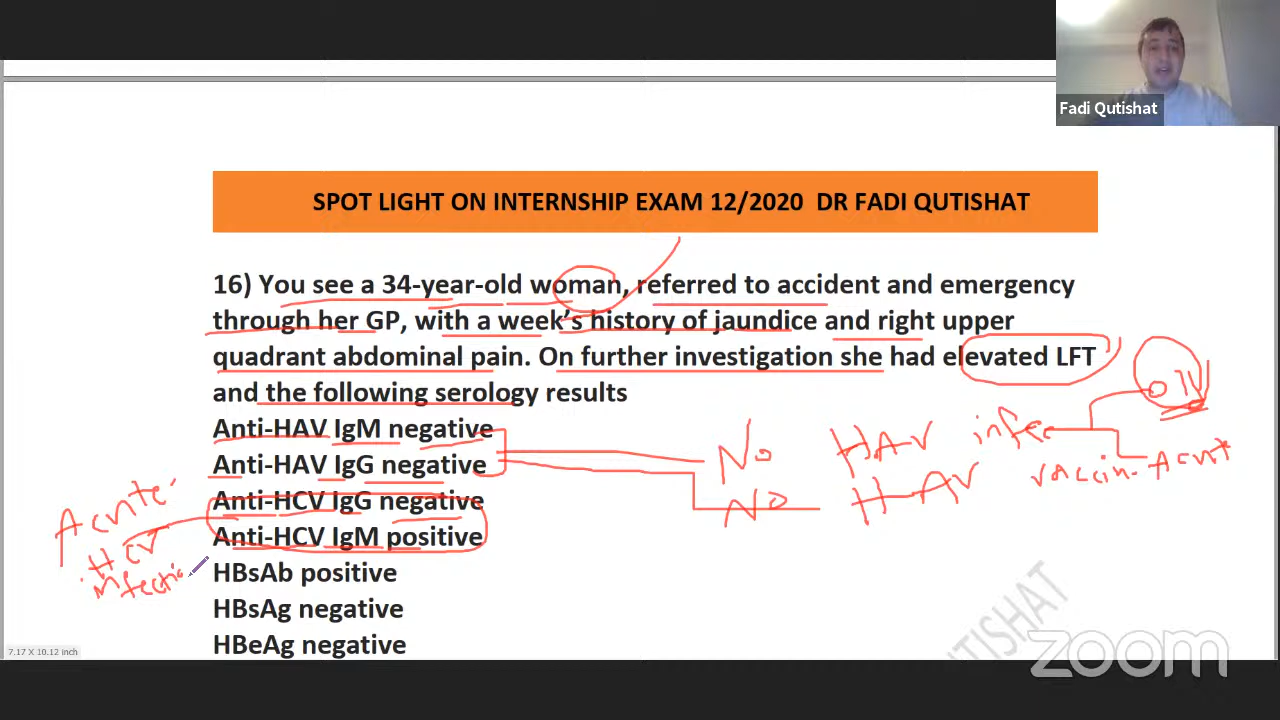 Fadi Qutishat
SPOT LIGHT ON INTERNSHIP EXAM 12/2020 DR FADI QUTISHAT
16) You see a 34-year-old woman, referred to accident and emergency
through her GP, with a week's history of jaundice and right upper
quadrant abdominal pain. On further investigation she had elevated LFT
and the following serology results
Anti-HAV IgM negative
Anti-HAV IgG negative
Anti-HCV IgG negative
Anti-HCV IgM positive
HBsAb positive
HBsAg negative
HBeAg negative
No HAV infec
vaccin-
No HAV
Acute
HCV
infectio
QUTISHAT
zoom
7.17 X 10.12 inch